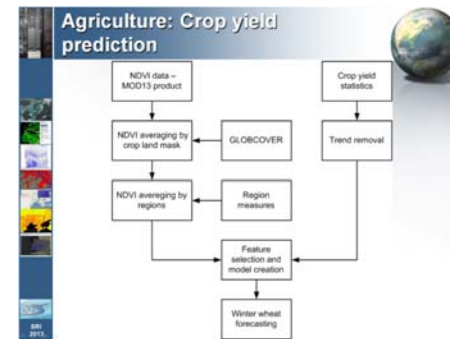 Agriculture: Crop yield
prediction
NDVI data –
MOD13 product
Crop yield
statistics
NDVI averaging by
crop land mask
GLOBCOVER
Trend removal
NDVI avereging by
regions
Region
measures
Feature
selection and
model creation
Winter wheat
forecasting
SRI
2013.